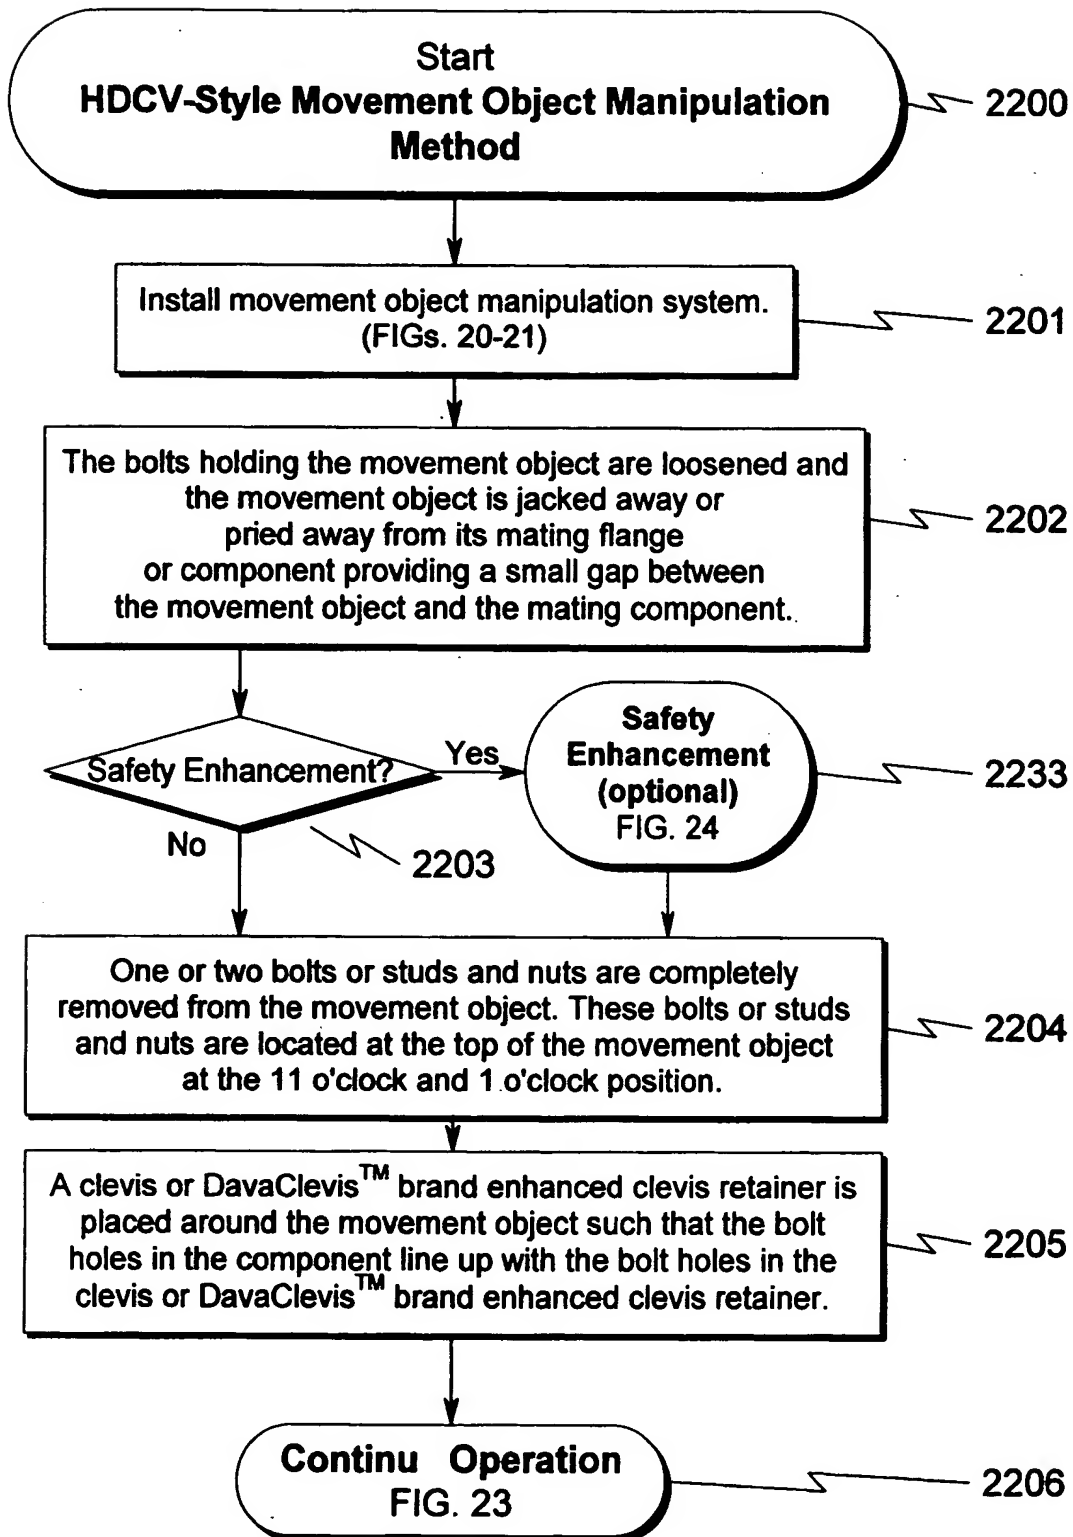 Start
HDCV-Style Movement Object Manipulation
Method
2200
Install movement object manipulation system.
(FIGs. 20-21)
2201
The bolts holding the movement object are loosened and
the movement object is jacked away or
pried away from its mating flange
or component providing a small gap between
the movement object and the mating component.
2202
Safety Enhancement?
Yes
No
2203
Safety
Enhancement
(optional)
FIG. 24
2233
One or two bolts or studs and nuts are completely
removed from the movement object. These bolts or studs
and nuts are located at the top of the movement object
at the 11 o'clock and 1 o'clock position.
2204
A clevis or DavaClevis™ brand enhanced clevis retainer is
placed around the movement object such that the bolt
holes in the component line up with the bolt holes in the
clevis or DavaClevis™ brand enhanced clevis retainer.
2205
Continu Operation
FIG. 23
2206